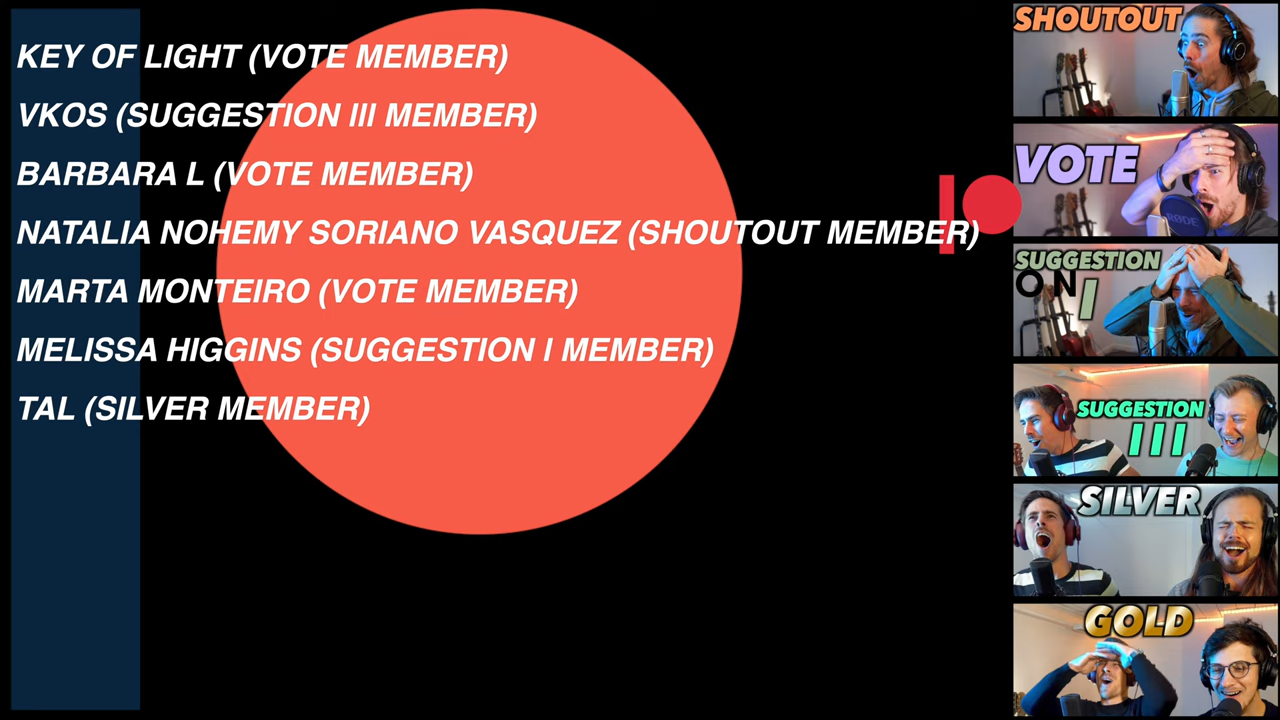 KEY OF LIGHT (VOTE MEMBER)
VKOS (SUGGESTION III MEMBER)
BARBARA L (VOTE MEMBER)
NATALIA NOHEMY SORIANO VASQUEZ (SHOUTOUT MEMBER)
MARTA MONTEIRO (VOTE MEMBER)
MELISSA HIGGINS (SUGGESTION I MEMBER)
TAL (SILVER MEMBER)
SHOUTOUT
VOTE
RØDE
SUGGESTION
ON
I
SUGGESTION
III
SILVER
GOLD